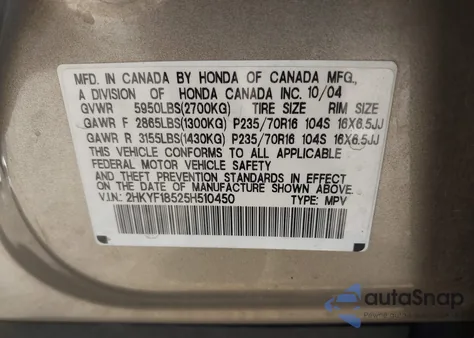 MFD. IN CANADA BY HONDA OF CANADA MFG.,
A DIVISION OF HONDA CANADA INC. 10/04
GVWR 5950LBS(2700KG) TIRE SIZE RIM SIZE
GAWR F 2865LBS(1300KG) P235/70R16 104S 16X6.5JJ
GAWR R 3155LBS(1430KG) P235/70R16 104S 16X6.5JJ
THIS VEHICLE CONFORMS TO ALL APPLICABLE
FEDERAL MOTOR VEHICLE SAFETY
AND THEFT PREVENTION STANDARDS IN EFFECT
ON THE DATE OF MANUFACTURE SHOWN ABOVE.
V.I.N.: 2HKYF18525H510450 TYPE: MPV
autoSnap